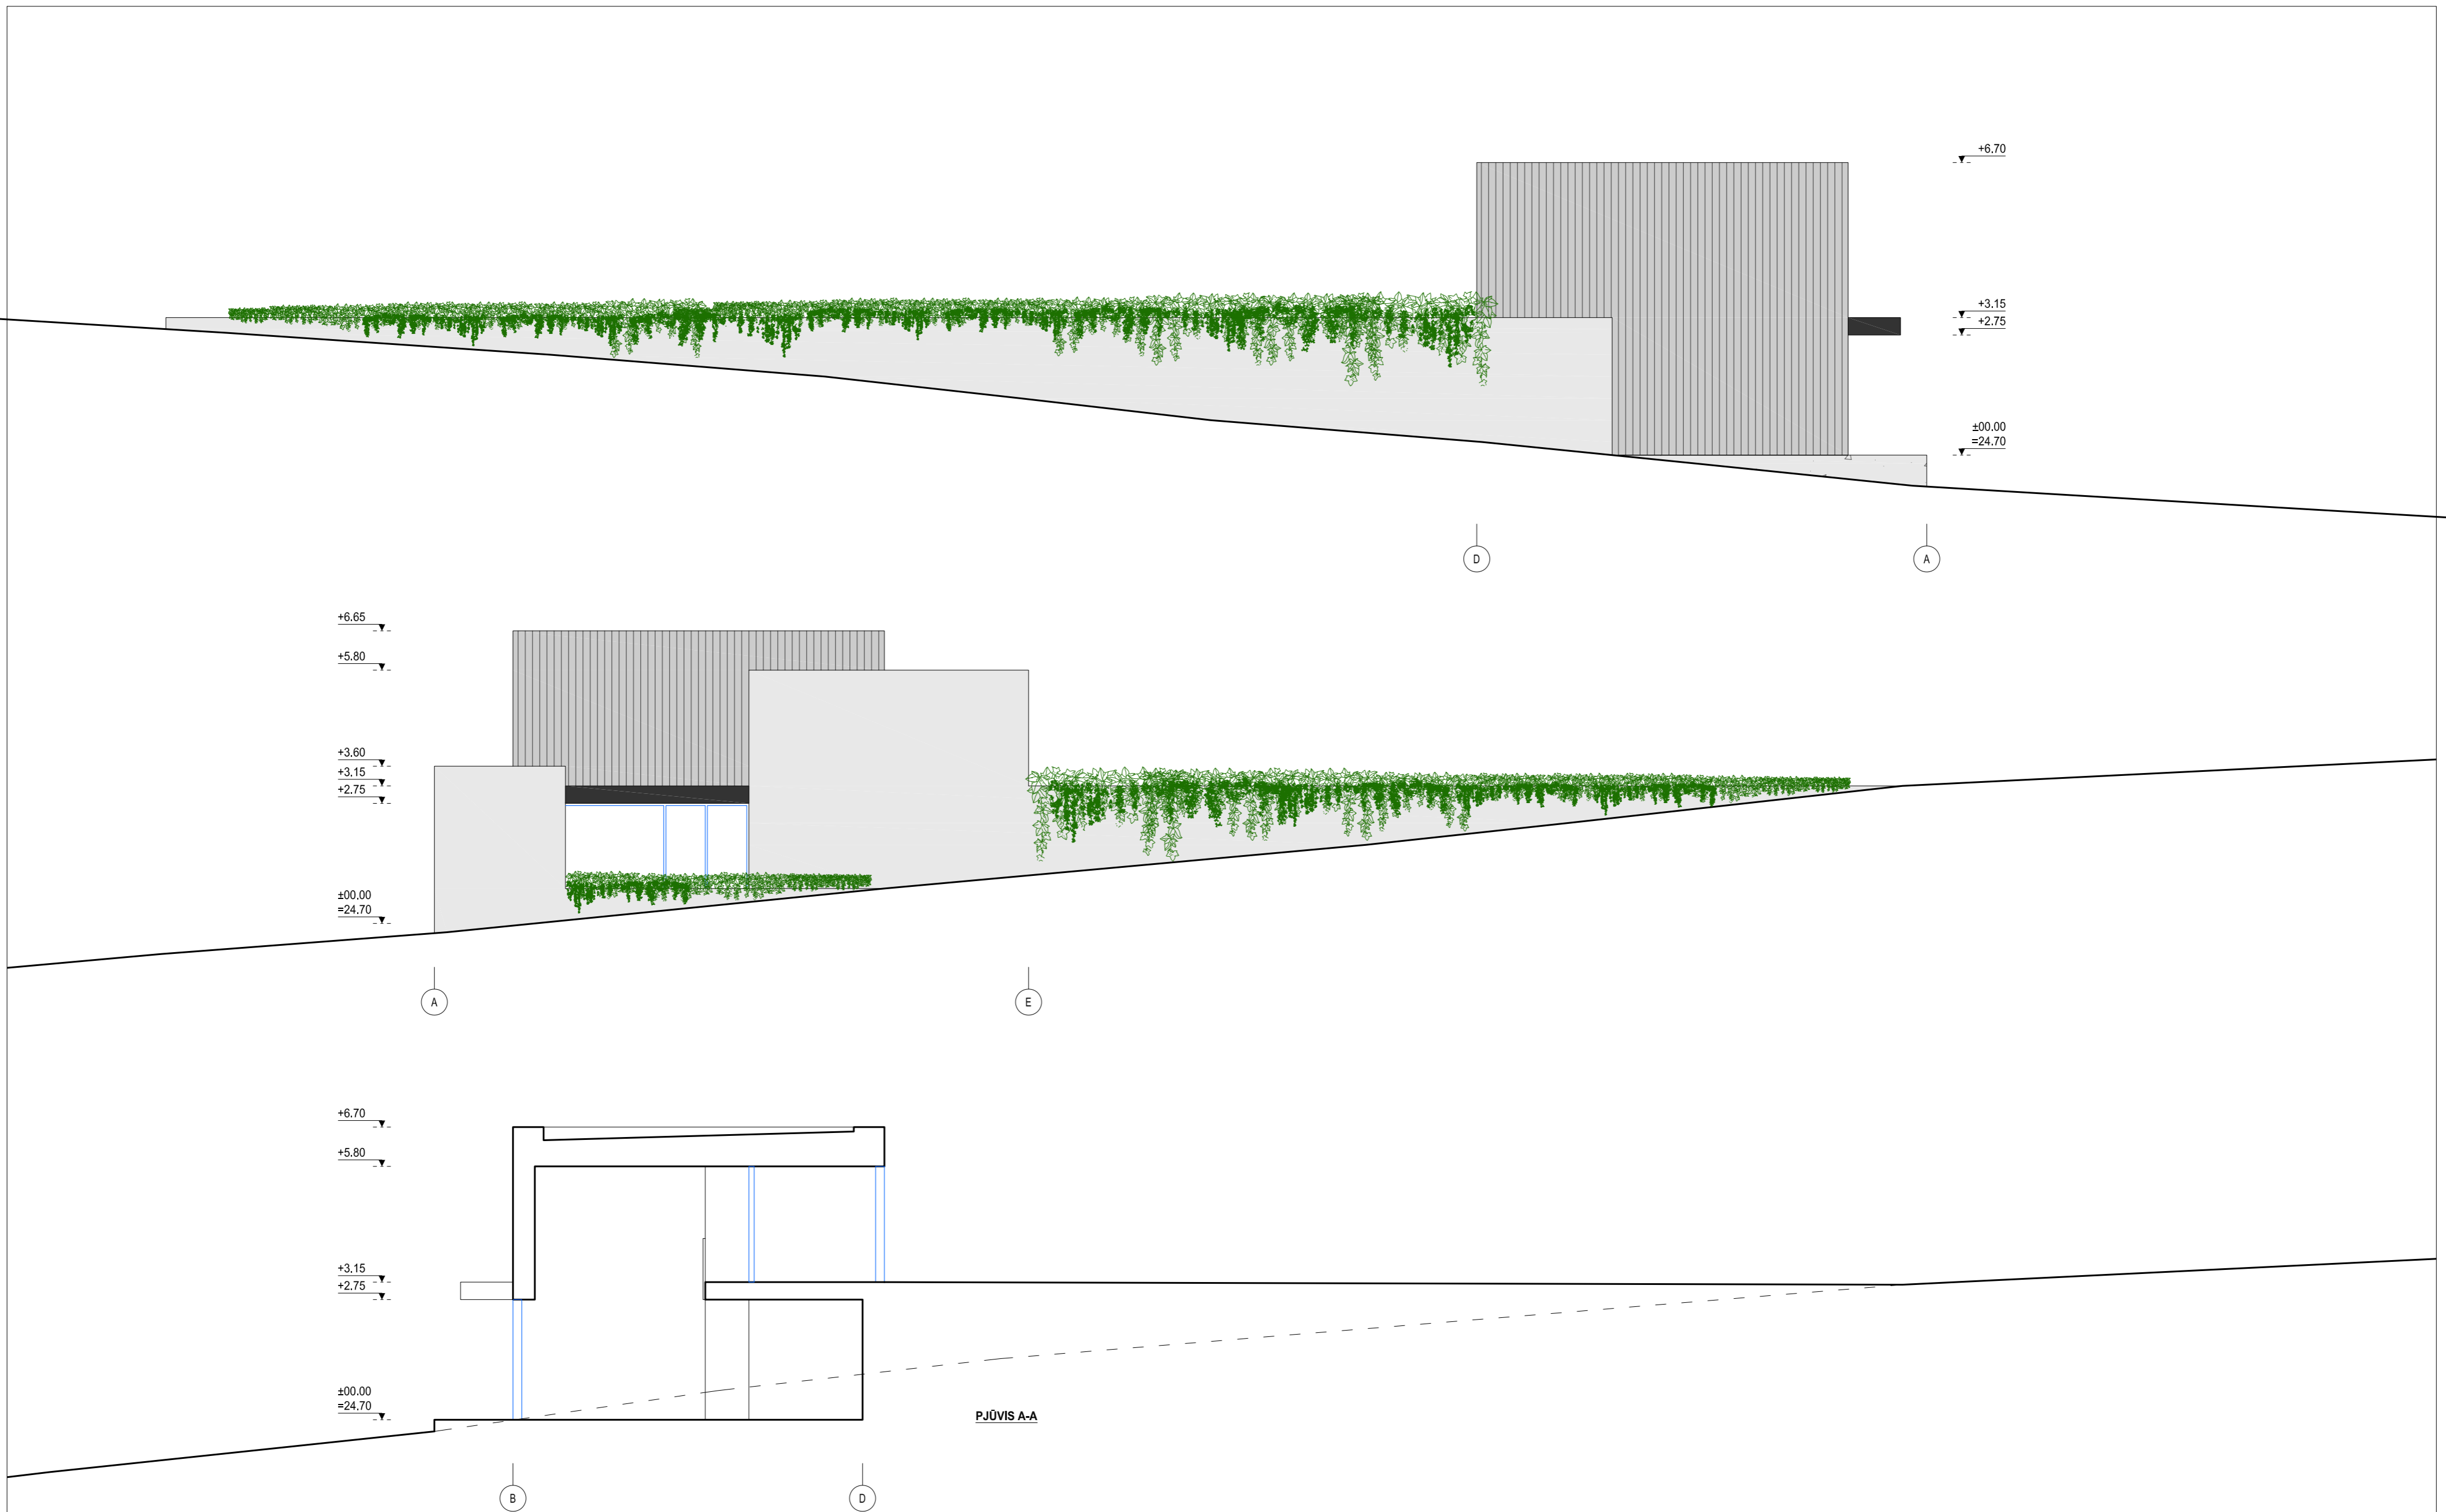 +6.70
+3.15
+2.75
±00.00
=24.70
D
A
+6.65
+5.80
+3.60
+3.15
+2.75
±00.00
=24.70
A
E
+6.70
+5.80
+3.15
+2.75
±00.00
=24.70
PJŪVIS A-A
B
D